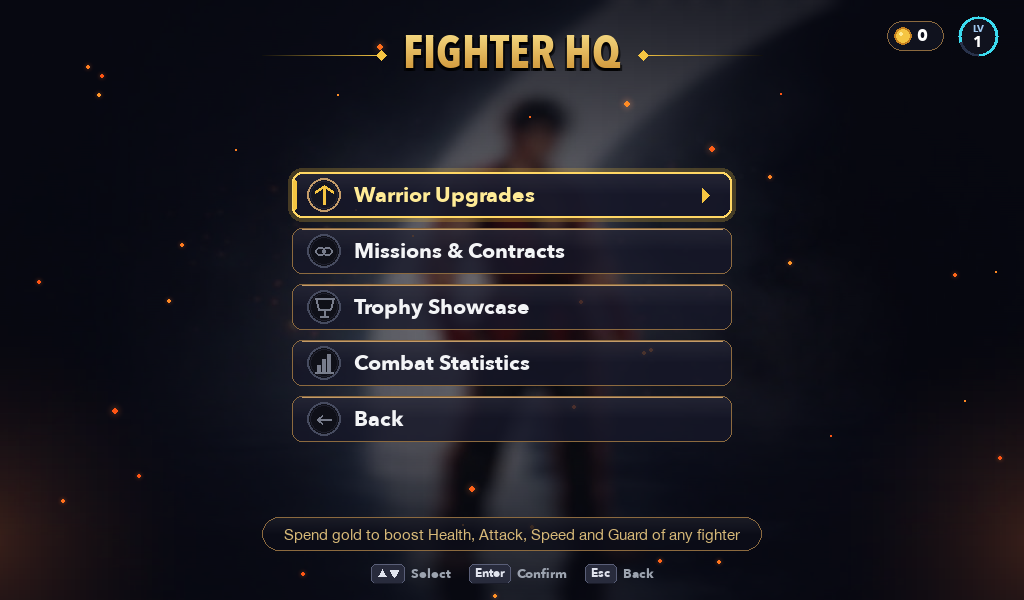 FIGHTER HQ
0
LV
1
Warrior Upgrades
Missions & Contracts
Trophy Showcase
Combat Statistics
Back
Spend gold to boost Health, Attack, Speed and Guard of any fighter
▲▼ Select Enter Confirm Esc Back